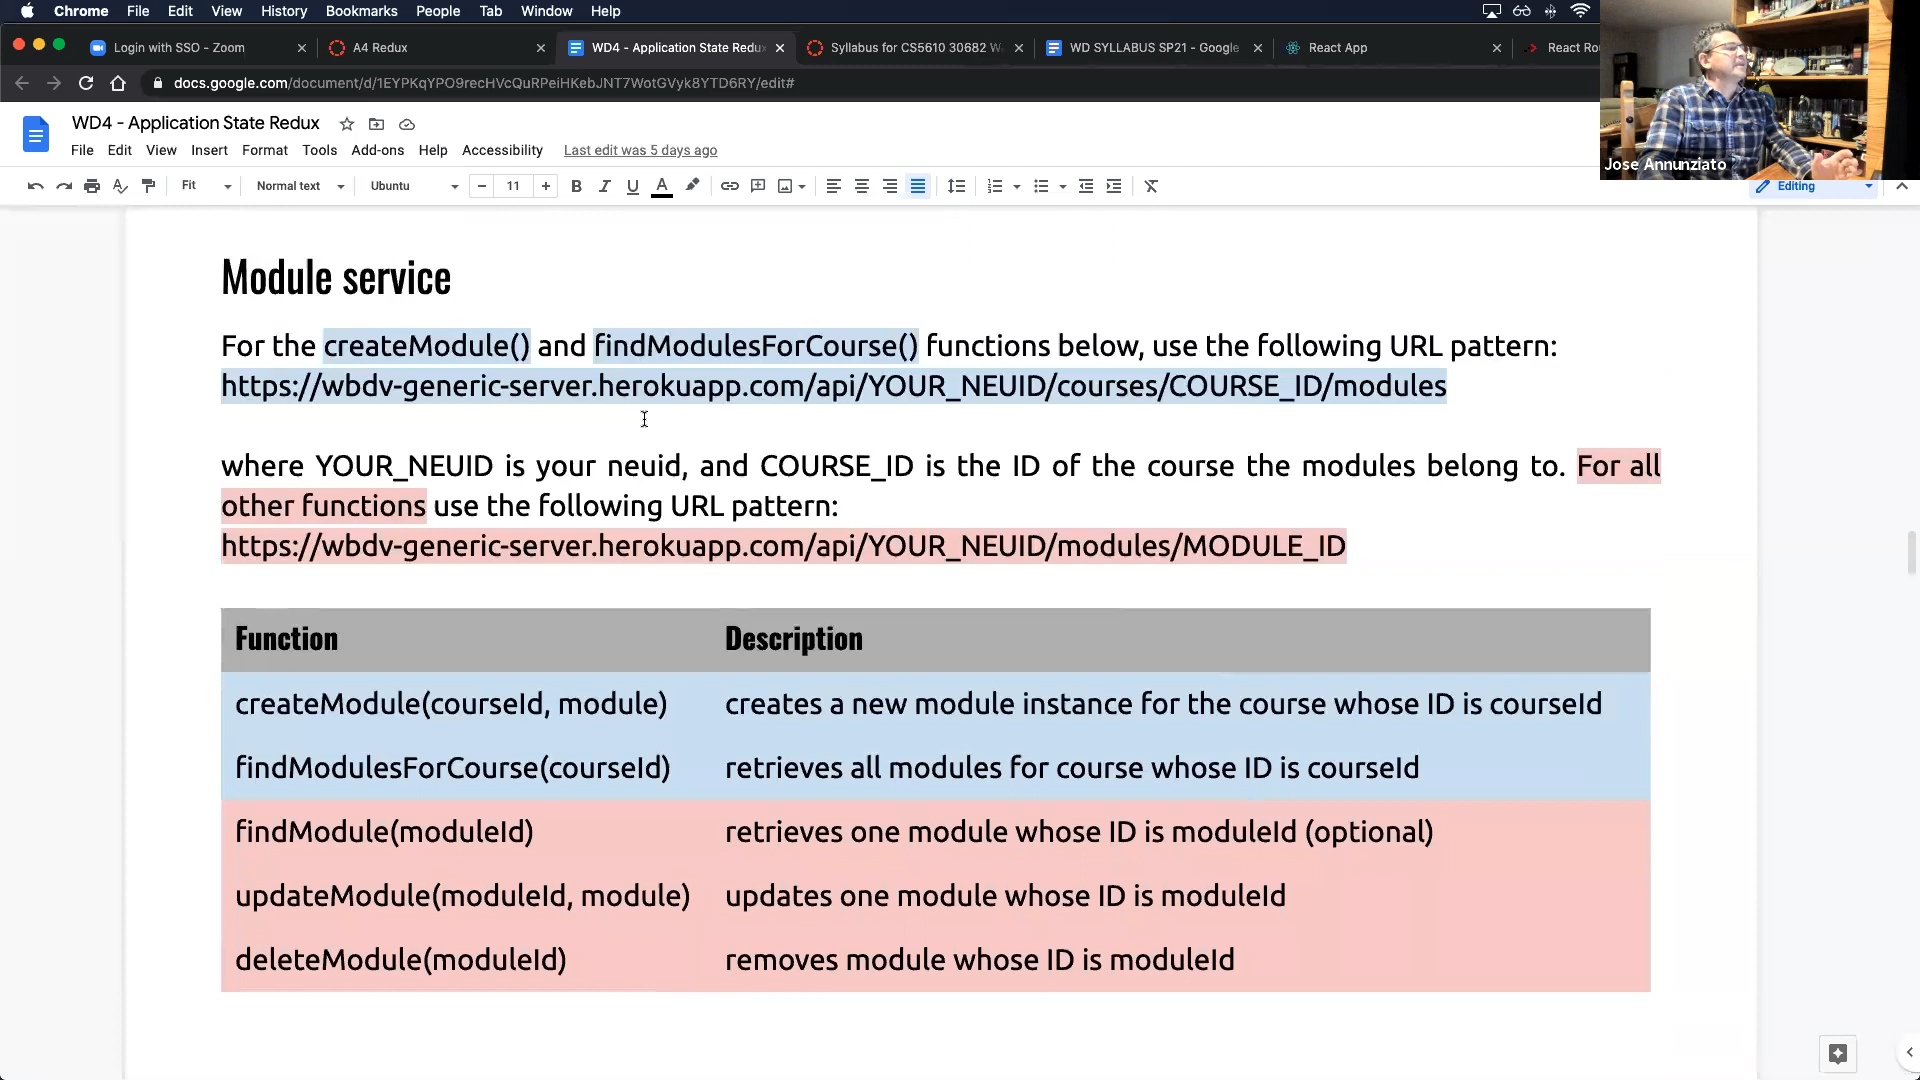 Chrome File Edit View History Bookmarks People Tab Window Help
Login with SSO - Zoom
A4 Redux
WD4 - Application State Redux
Syllabus for CS5610 30682 W
WD SYLLABUS SP21 - Google
React App
React Ro
docs.google.com/document/d/1EYPKqYPO9recHVcQuRPeiHKebJNT7WotGVyk8YTD6RY/edit#
WD4 - Application State Redux
File Edit View Insert Format Tools Add-ons Help Accessibility Last edit was 5 days ago
Jose Annunziato
Fit Normal text Ubuntu 11 Editing
Module service
For the createModule() and findModulesForCourse() functions below, use the following URL pattern:
https://wbdv-generic-server.herokuapp.com/api/YOUR_NEUID/courses/COURSE_ID/modules
where YOUR_NEUID is your neuid, and COURSE_ID is the ID of the course the modules belong to. For all
other functions use the following URL pattern:
https://wbdv-generic-server.herokuapp.com/api/YOUR_NEUID/modules/MODULE_ID
Function Description
createModule(courseId, module) creates a new module instance for the course whose ID is courseId
findModulesForCourse(courseId) retrieves all modules for course whose ID is courseId
findModule(moduleId) retrieves one module whose ID is moduleId (optional)
updateModule(moduleId, module) updates one module whose ID is moduleId
deleteModule(moduleId) removes module whose ID is moduleId